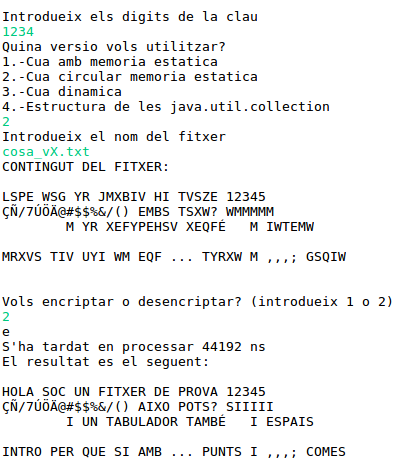 Introdueix els digits de la clau
1234
Quina versio vols utilitzar?
1.-Cua amb memoria estatica
2.-Cua circular memoria estatica
3.-Cua dinamica
4.-Estructura de les java.util.collection
2
Introdueix el nom del fitxer
cosa_vX.txt
CONTINGUT DEL FITXER:
LSPE WSG YR JMXBIV HI TVSZE 12345
ÇÑ/7ÚÖÄ@#$$%&/() EMBS TSXW? WMMMMM
M YR XEFYPEHSV XEQFÉ   M IWTEMW
MRXVS TIV UYI WM EQF ... TYRXW M ,,,; GSQIW
Vols encriptar o desencriptar? (introdueix 1 o 2)
2
e
S'ha tardat en processar 44192 ns
El resultat es el seguent:
HOLA SOC UN FITXER DE PROVA 12345
ÇÑ/7ÚÖÄ@#$$%&/() AIXO POTS? SIIIII
I UN TABULADOR TAMBÉ   I ESPAIS
INTRO PER QUE SI AMB ... PUNTS I ,,,; COMES